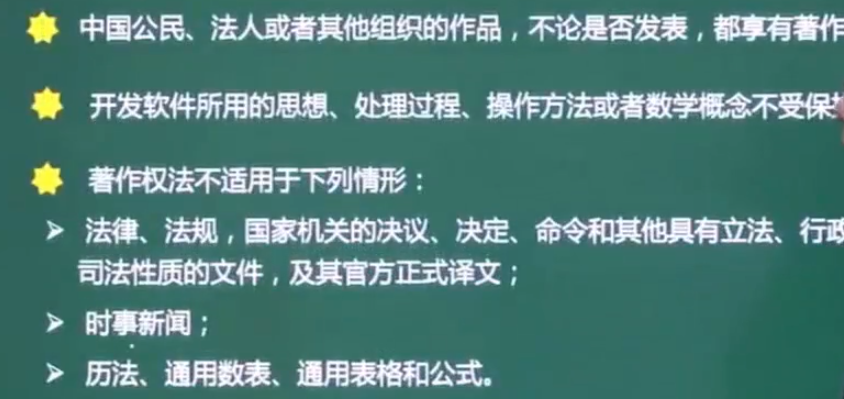 中国公民、法人或者其他组织的作品，不论是否发表，都享有著作
开发软件所用的思想、处理过程、操作方法或者数学概念不受保
著作权法不适用于下列情形：
法律、法规，国家机关的决议、决定、命令和其他具有立法、行政
司法性质的文件，及其官方正式译文；
时事新闻；
历法、通用数表、通用表格和公式。